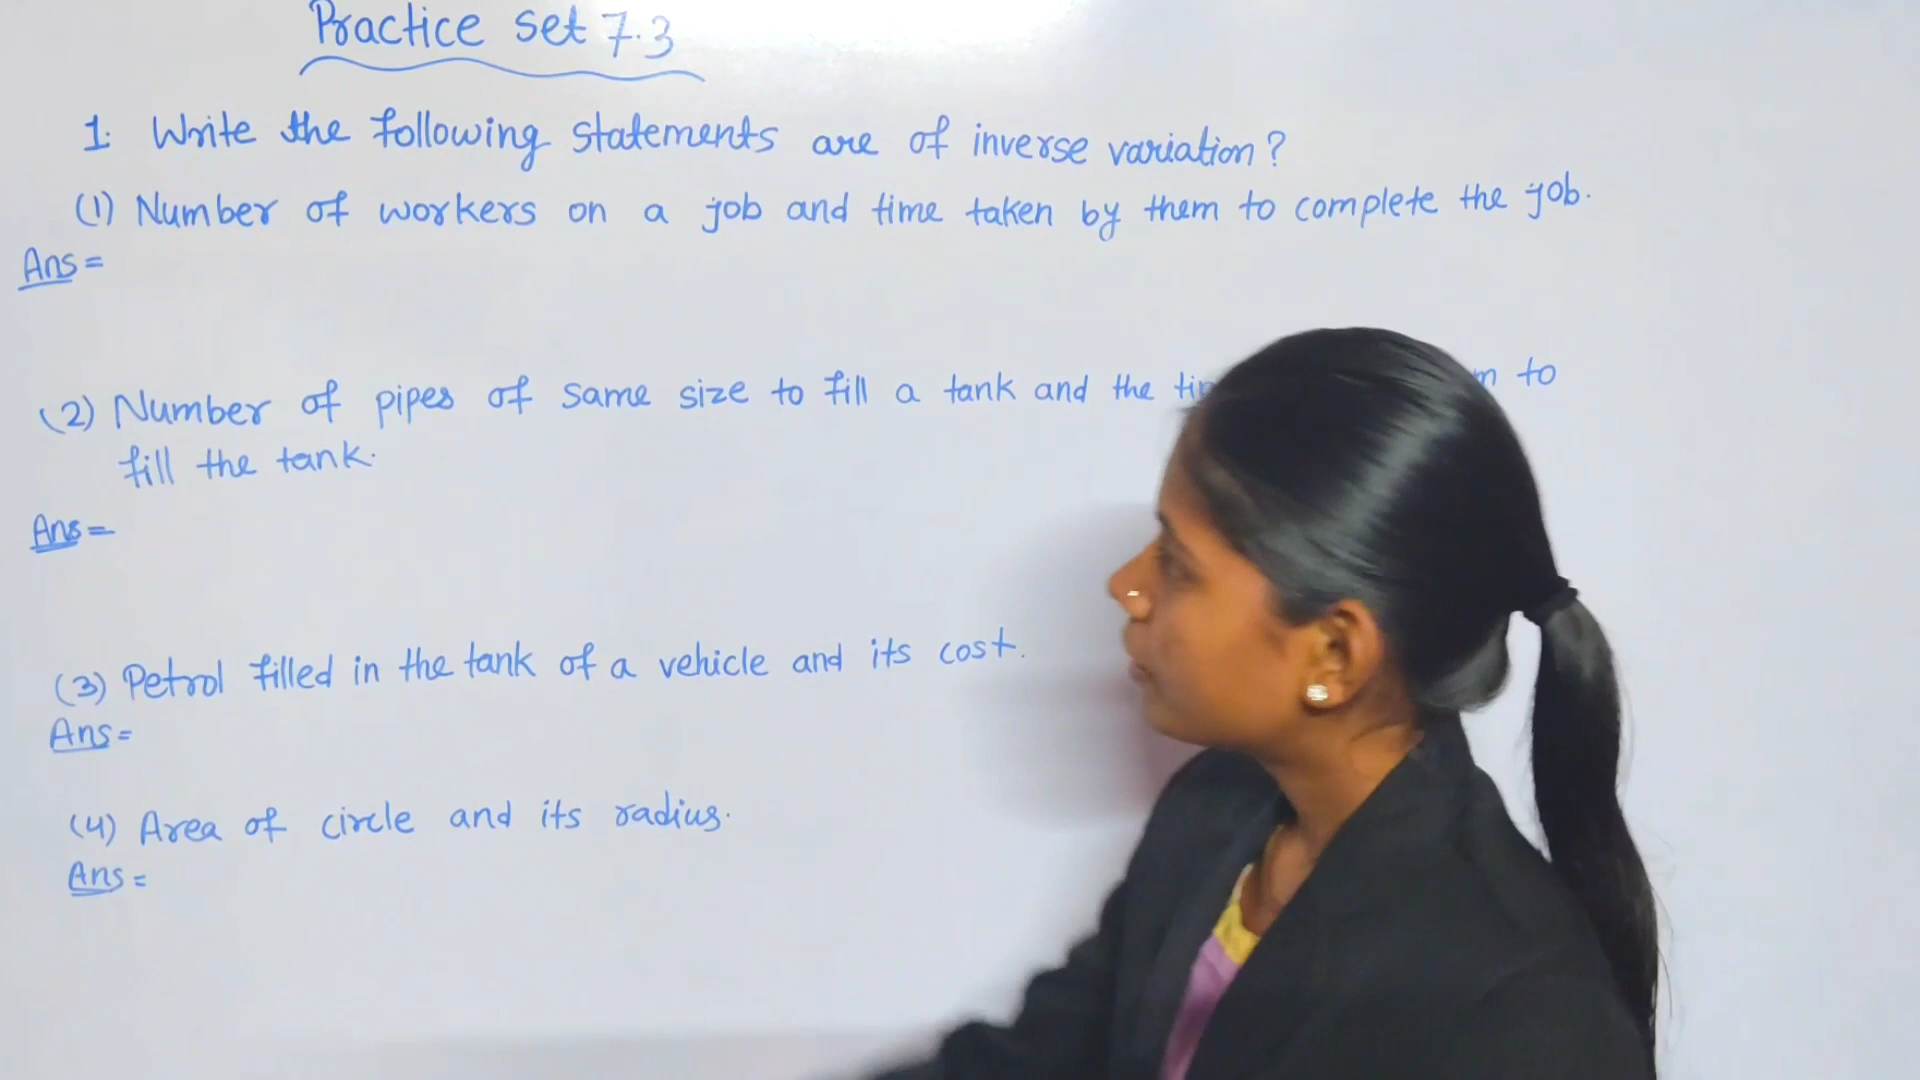 Practice Set 7.3
1. Write the following statements are of inverse variation?
(1) Number of workers on a job and time taken by them to complete the job.
Ans =
(2) Number of pipes of same size to fill a tank and the to
fill the tank.
Ans =
(3) Petrol filled in the tank of a vehicle and its cost.
Ans =
(4) Area of circle and its radius.
Ans =